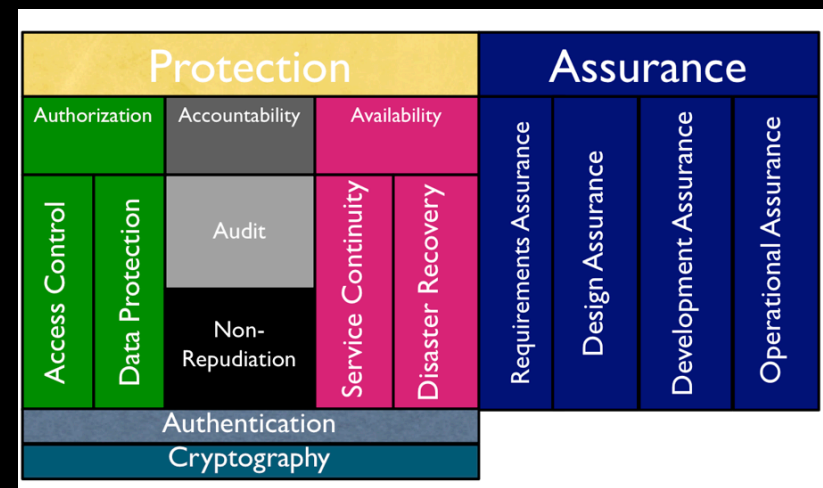 Protection
Assurance
Authorization
Accountability
Availability
Access Control
Data Protection
Audit
Non-
Repudiation
Service Continuity
Disaster Recovery
Requirements Assurance
Design Assurance
Development Assurance
Operational Assurance
Authentication
Cryptography